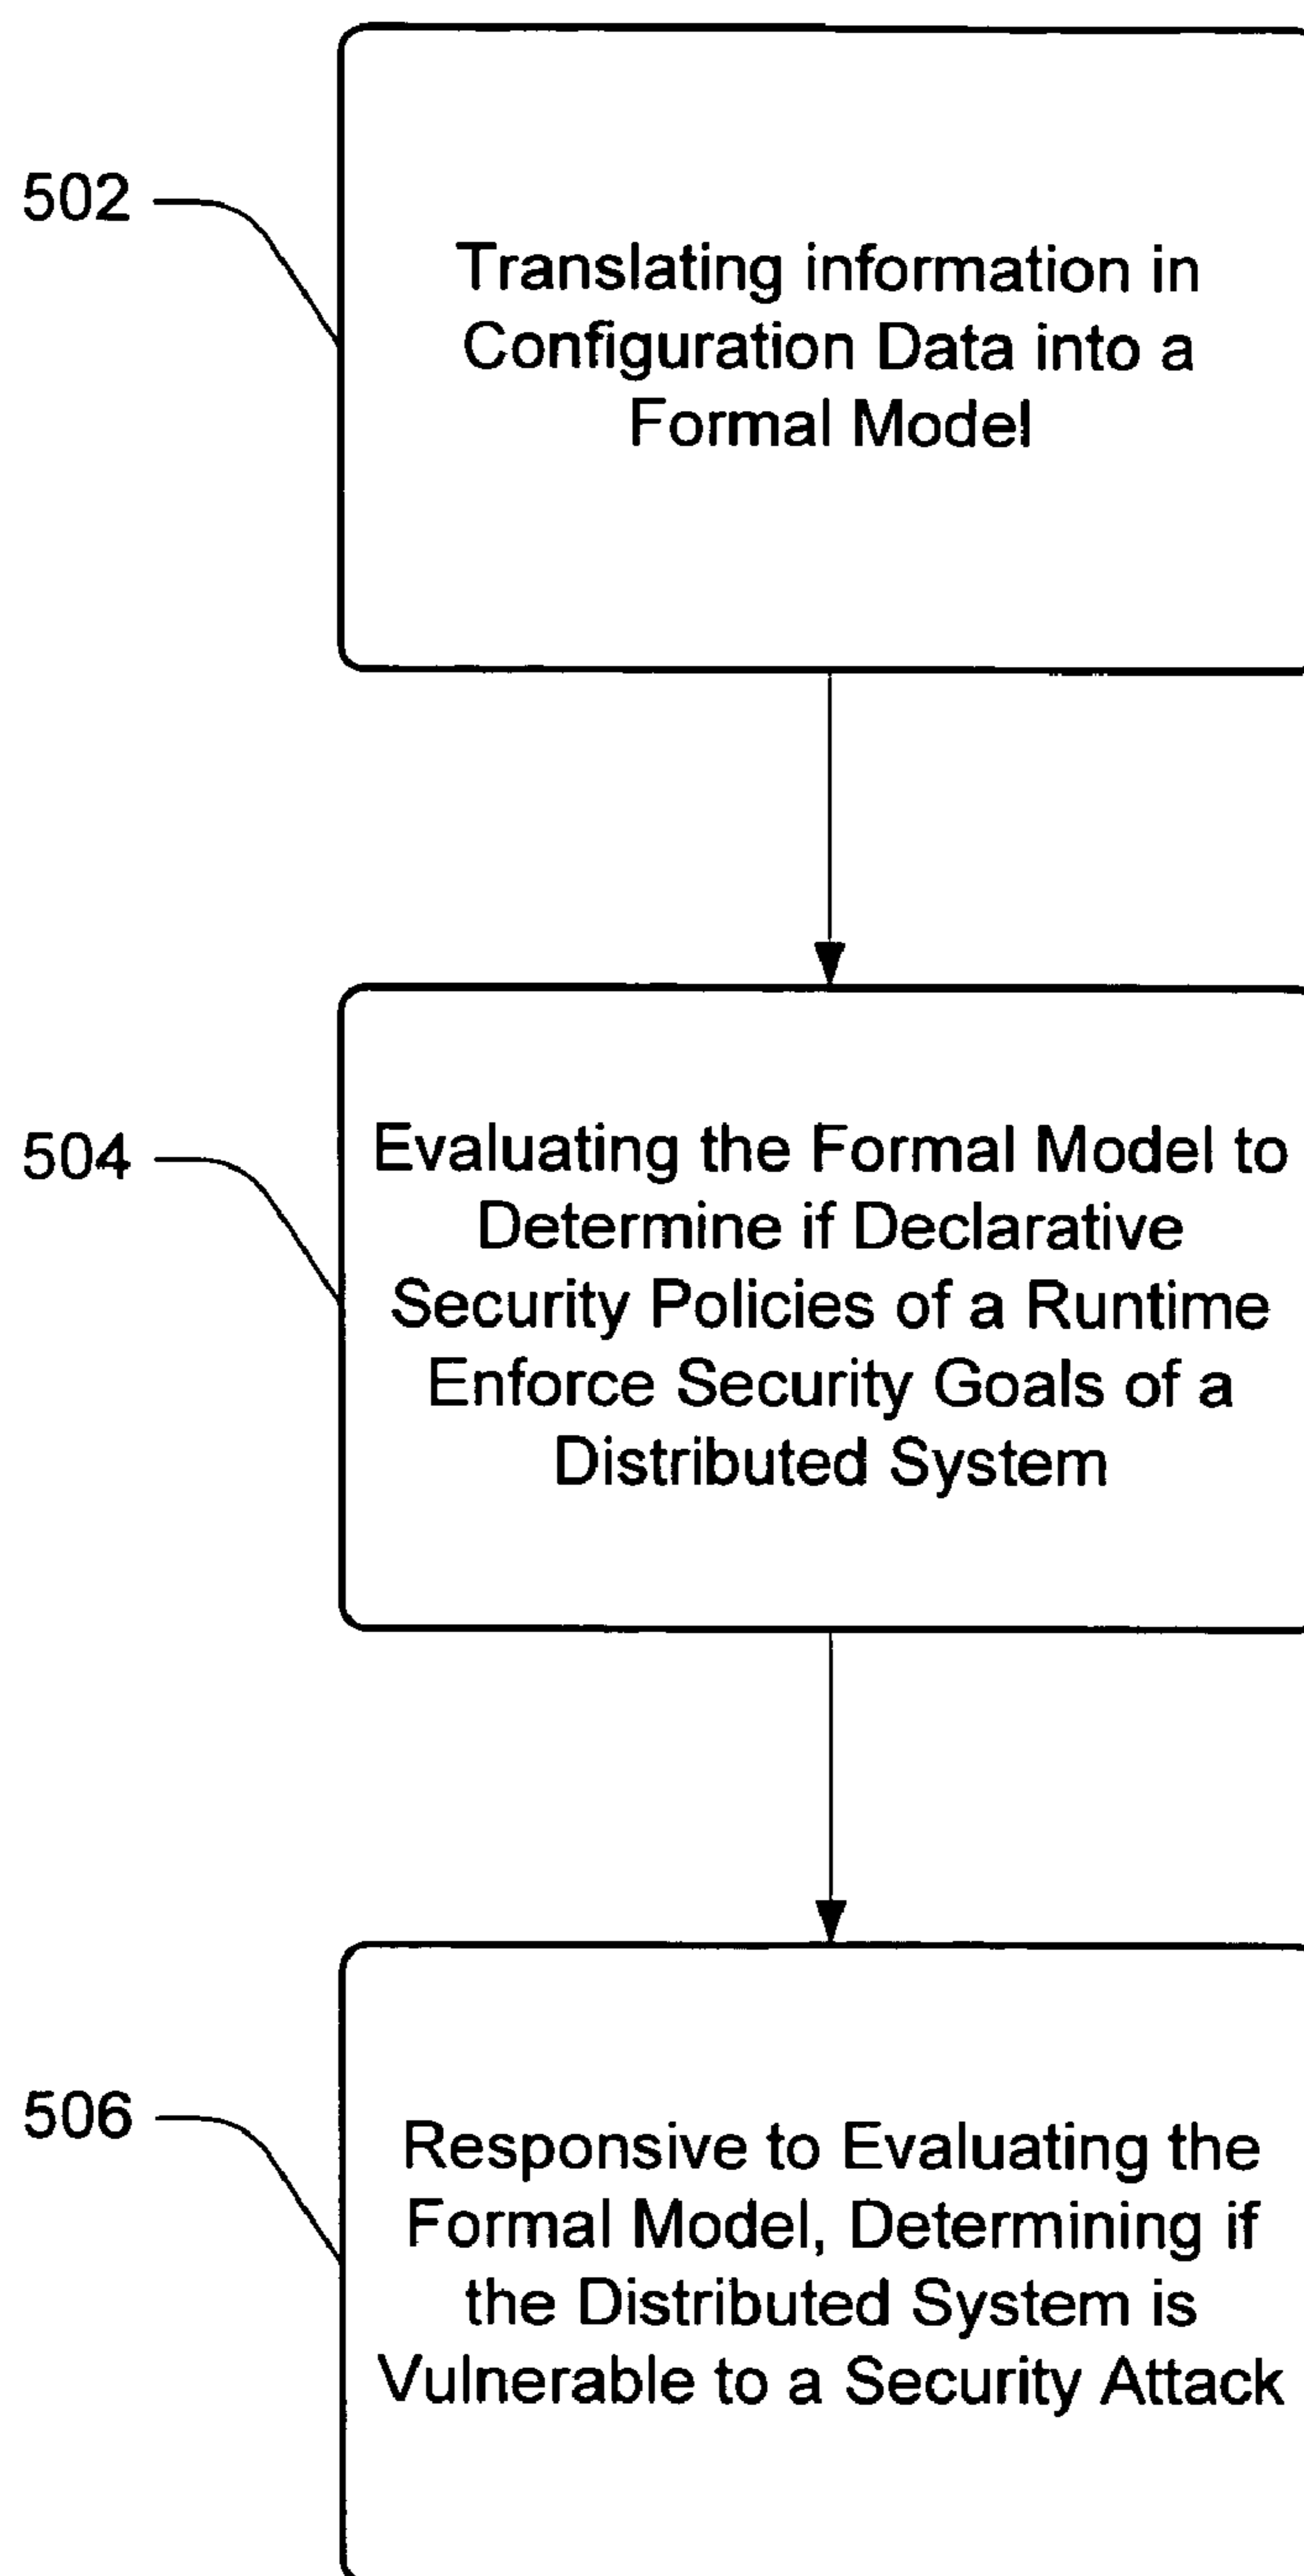 502
Translating information in
Configuration Data into a
Formal Model
504
Evaluating the Formal Model to
Determine if Declarative
Security Policies of a Runtime
Enforce Security Goals of a
Distributed System
506
Responsive to Evaluating the
Formal Model, Determining if
the Distributed System is
Vulnerable to a Security Attack